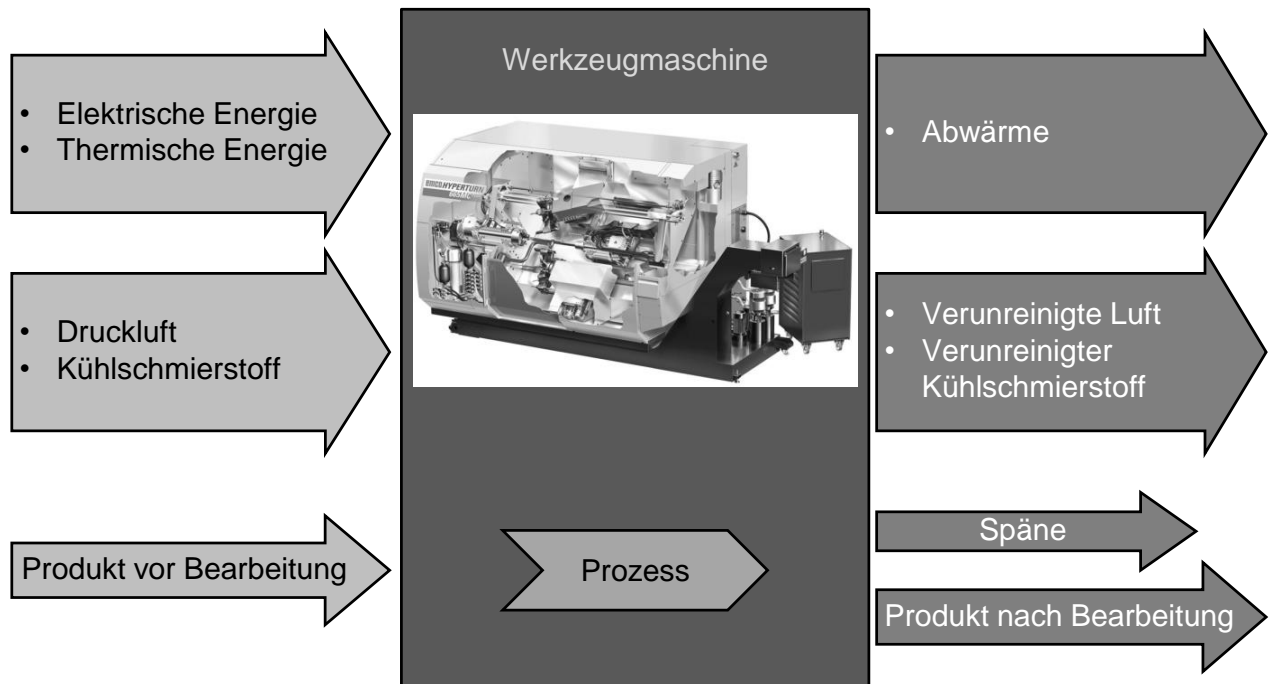 Werkzeugmaschine
• Elektrische Energie
• Thermische Energie
• Druckluft
• Kühlschmierstoff
Produkt vor Bearbeitung
HYPERTURN
Prozess
• Abwärme
• Verunreinigte Luft
• Verunreinigter
Kühlschmierstoff
Späne
Produkt nach Bearbeitung